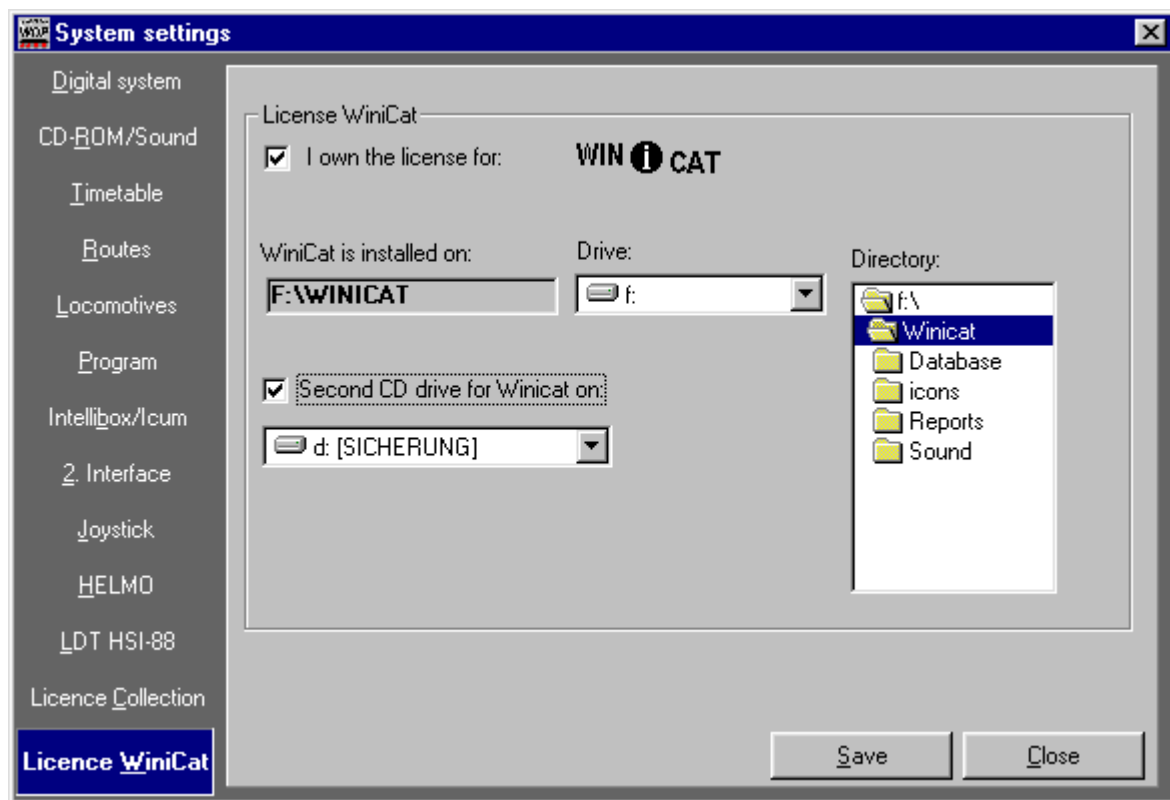 System settings
Digital system
CD-ROM/Sound
Timetable
Routes
Locomotives
Program
Intellibox/Icum
2. Interface
Joystick
HELMO
LDT HSI-88
Licence Collection
Licence WiniCat
License WiniCat
I own the license for:
WIN i CAT
WiniCat is installed on:
F:\WINICAT
Drive:
f:
Directory:
f:\
Winicat
Database
icons
Reports
Sound
Second CD drive for Winicat on:
d: [SICHERUNG]
Save
Close